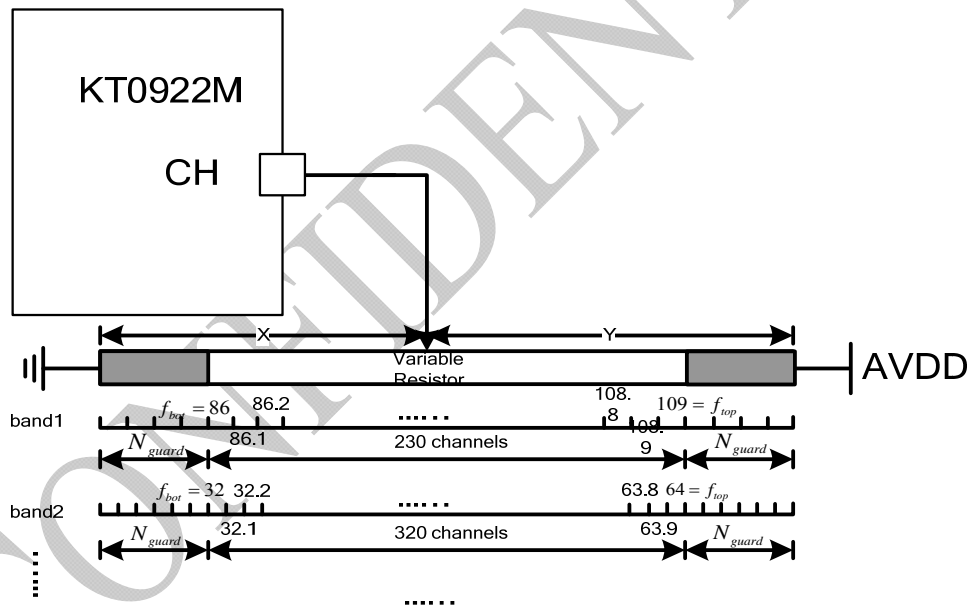 KT0922M
CH
X
Y
Variable
Resistor
AVDD
band1
f_bot = 86
86.1
86.2
......
108.8
108.9
109 = f_top
N_guard
230 channels
N_guard
band2
f_bot = 32
32.1
32.2
......
63.8
63.9
64 = f_top
N_guard
320 channels
N_guard
......
......